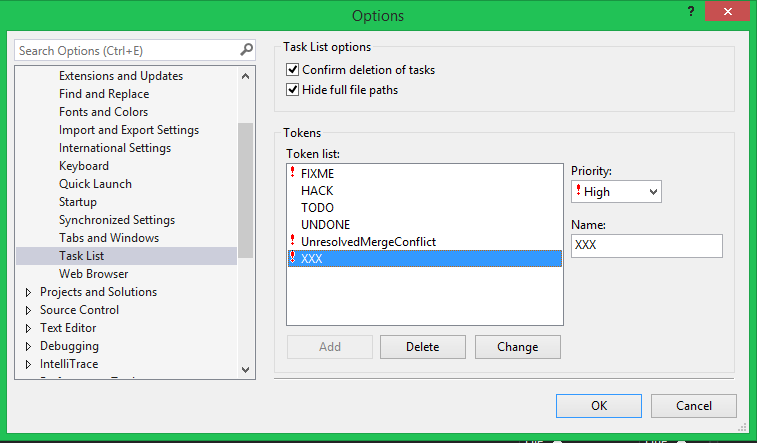 Options
?
Search Options (Ctrl+E)
Extensions and Updates
Find and Replace
Fonts and Colors
Import and Export Settings
International Settings
Keyboard
Quick Launch
Startup
Synchronized Settings
Tabs and Windows
Task List
Web Browser
Projects and Solutions
Source Control
Text Editor
Debugging
IntelliTrace
Task List options
Confirm deletion of tasks
Hide full file paths
Tokens
Token list:
FIXME
HACK
TODO
UNDONE
UnresolvedMergeConflict
XXX
Priority:
High
Name:
XXX
Add
Delete
Change
OK
Cancel